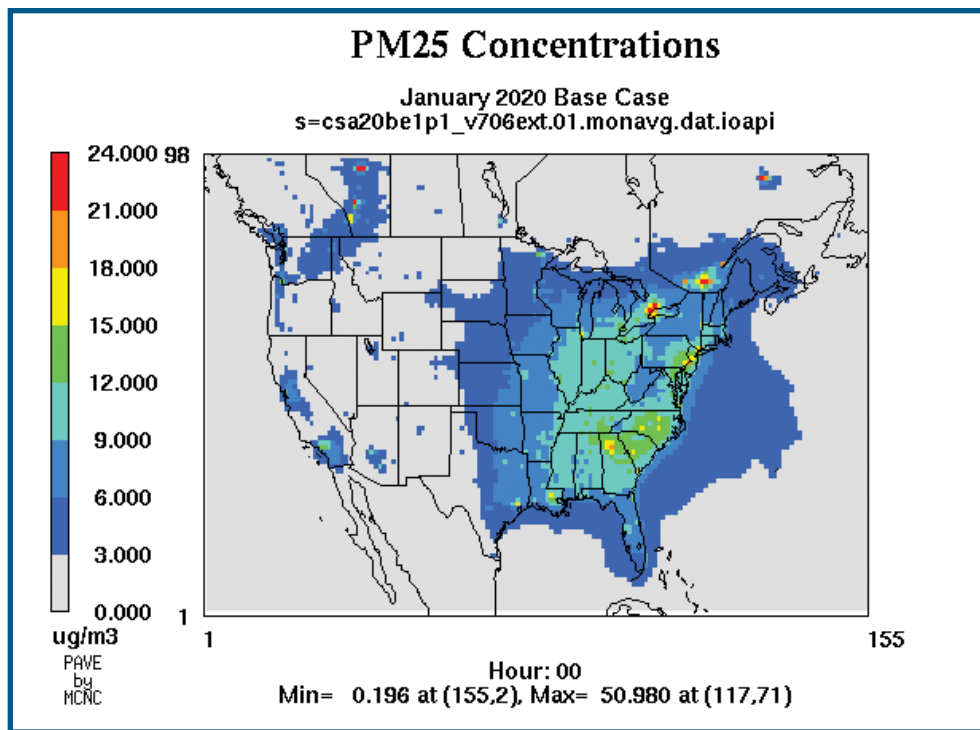 PM25 Concentrations
January 2020 Base Case
s=csa20be1p1_v706ext.01.monavg.dat.ioapi
24.000
21.000
18.000
15.000
12.000
9.000
6.000
3.000
0.000
ug/m3
PAVE
by
MCNC
98
1
1
155
Hour: 00
Min= 0.196 at (155,2), Max= 50.980 at (117,71)